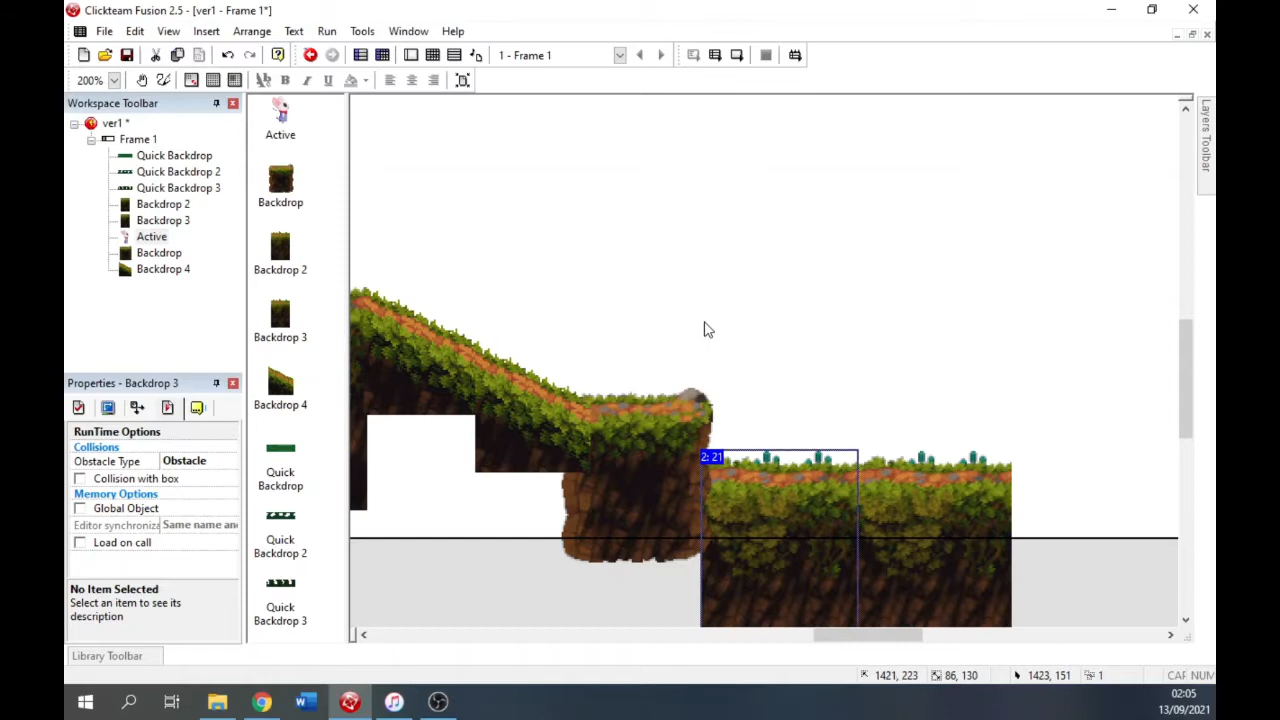 Clickteam Fusion 2.5 - [ver1 - Frame 1*]
File Edit View Insert Arrange Text Run Tools Window Help
1 - Frame 1
200%
B I U
Workspace Toolbar
ver1 *
Frame 1
Quick Backdrop
Quick Backdrop 2
Quick Backdrop 3
Backdrop 2
Backdrop 3
Active
Backdrop
Backdrop 4
Active
Backdrop
Backdrop 2
Backdrop 3
Backdrop 4
Quick
Backdrop
Quick
Backdrop 2
Quick
Backdrop 3
2: 21
Layers Toolbar
Properties - Backdrop 3
RunTime Options
Collisions
Obstacle Type Obstacle
Collision with box
Memory Options
Global Object
Editor synchroniza Same name an
Load on call
No Item Selected
Select an item to see its
description
Library Toolbar
1421, 223 86, 130 1423, 151 1 CAP NUM
02:05
13/09/2021